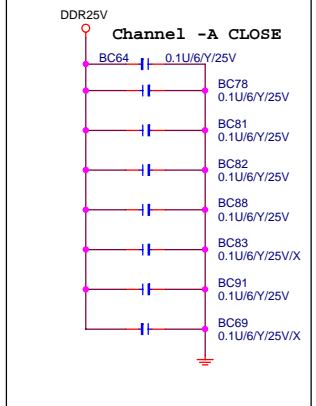 DDR25V
Channel -A CLOSE
BC64 0.1U/6/Y/25V
BC78
0.1U/6/Y/25V
BC81
0.1U/6/Y/25V
BC82
0.1U/6/Y/25V
BC88
0.1U/6/Y/25V
BC83
0.1U/6/Y/25V/X
BC91
0.1U/6/Y/25V
BC69
0.1U/6/Y/25V/X